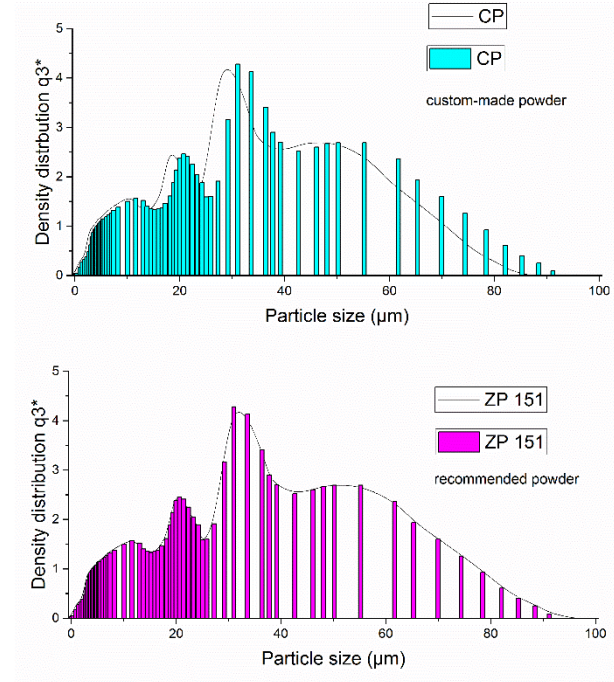 CP
CP
custom-made powder
Density distrbution q3*
5
4
3
2
1
0
0 20 40 60 80 100
Particle size (µm)
ZP 151
ZP 151
recommended powder
Density distribution q3*
5
4
3
2
1
0
0 20 40 60 80 100
Particle size (µm)